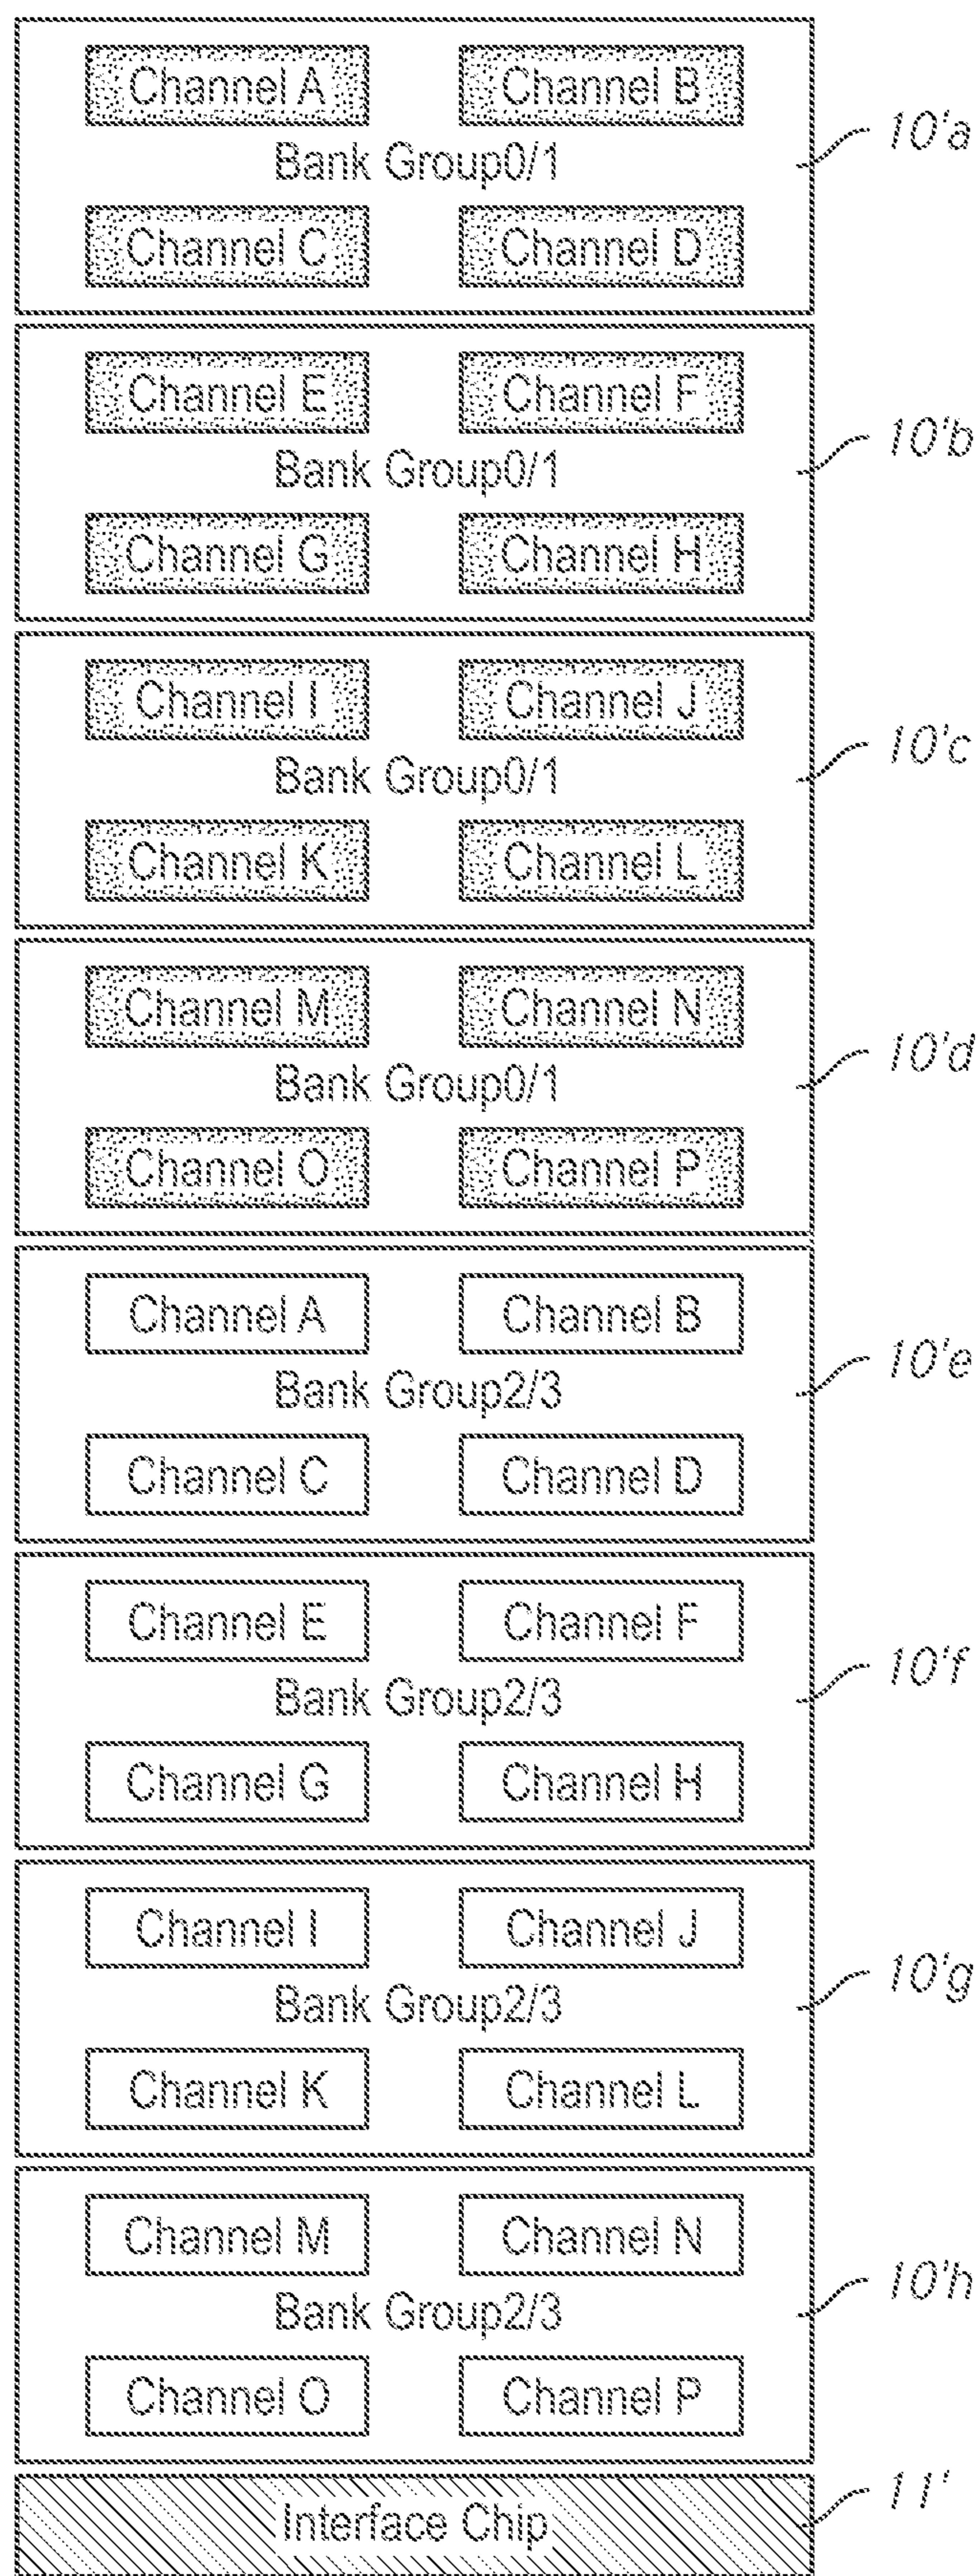 Channel A Channel B
10'a
Bank Group0/1
Channel C Channel D
Channel E Channel F
10'b
Bank Group0/1
Channel G Channel H
Channel I Channel J
10'c
Bank Group0/1
Channel K Channel L
Channel M Channel N
10'd
Bank Group0/1
Channel O Channel P
Channel A Channel B
10'e
Bank Group2/3
Channel C Channel D
Channel E Channel F
10'f
Bank Group2/3
Channel G Channel H
Channel I Channel J
10'g
Bank Group2/3
Channel K Channel L
Channel M Channel N
10'h
Bank Group2/3
Channel O Channel P
11'
Interface Chip